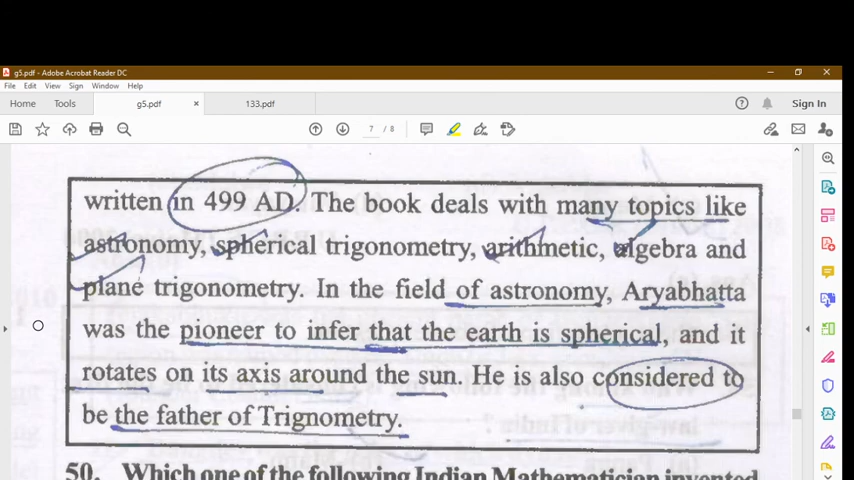 g5.pdf - Adobe Acrobat Reader DC
File Edit View Sign Window Help
Home Tools g5.pdf × 133.pdf Sign In
7 / 8
written in 499 AD. The book deals with many topics like
astronomy, spherical trigonometry, arithmetic, algebra and
plane trigonometry. In the field of astronomy, Aryabhatta
was the pioneer to infer that the earth is spherical, and it
rotates on its axis around the sun. He is also considered to
be the father of Trignometry.
50. Which one of the following Indian Mathematician invented